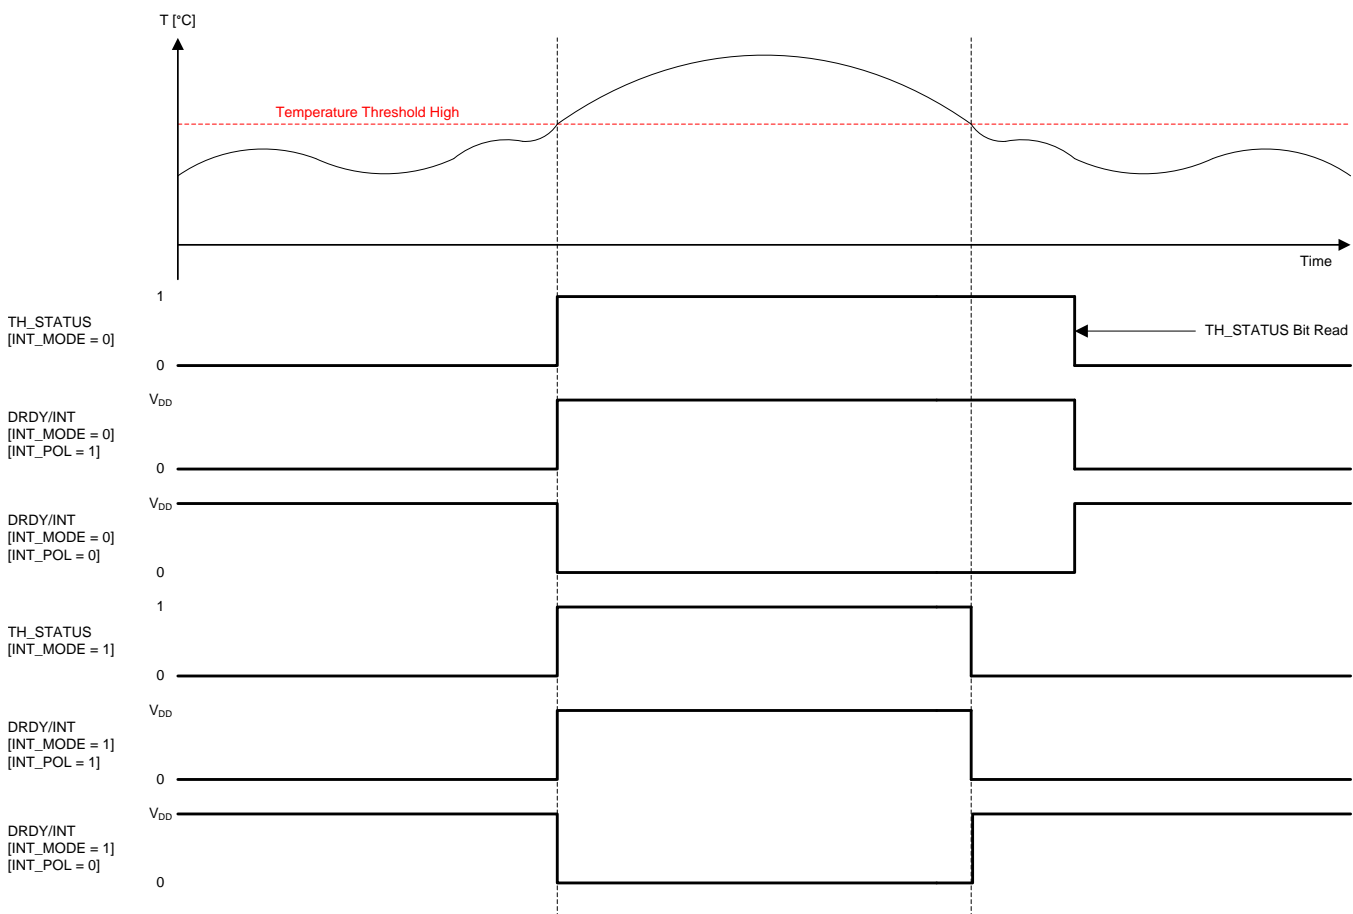 T [°C]
Temperature Threshold High
Time
1
TH_STATUS
[INT_MODE = 0]
TH_STATUS Bit Read
0
VDD
DRDY/INT
[INT_MODE = 0]
[INT_POL = 1]
0
VDD
DRDY/INT
[INT_MODE = 0]
[INT_POL = 0]
0
1
TH_STATUS
[INT_MODE = 1]
0
VDD
DRDY/INT
[INT_MODE = 1]
[INT_POL = 1]
0
VDD
DRDY/INT
[INT_MODE = 1]
[INT_POL = 0]
0